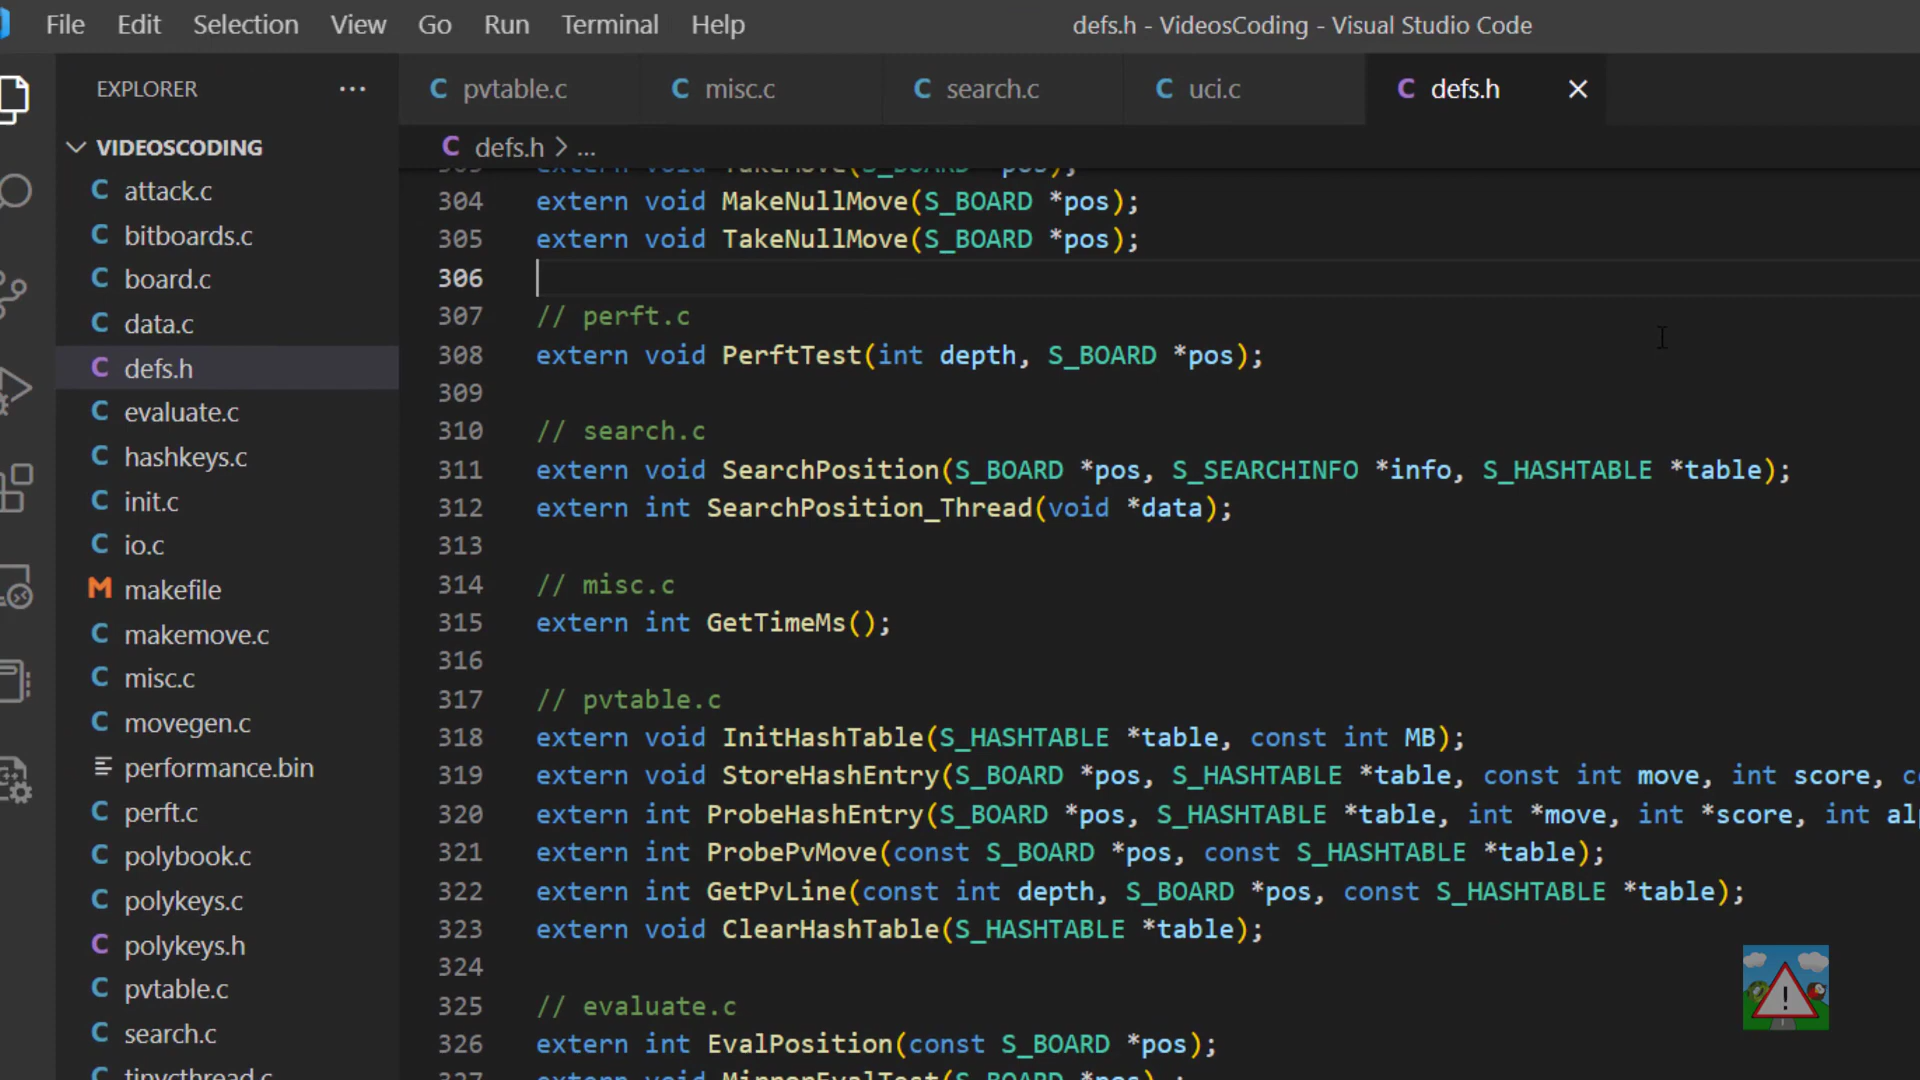 File Edit Selection View Go Run Terminal Help defs.h - VideosCoding - Visual Studio Code
EXPLORER ...
pvtable.c misc.c search.c uci.c defs.h
VIDEOSCODING
defs.h > ...
attack.c
bitboards.c
board.c
data.c
defs.h
evaluate.c
hashkeys.c
init.c
io.c
makefile
makemove.c
misc.c
movegen.c
performance.bin
perft.c
polybook.c
polykeys.c
polykeys.h
pvtable.c
search.c
tinycthread.c
304 extern void MakeNullMove(S_BOARD *pos);
305 extern void TakeNullMove(S_BOARD *pos);
306
307 // perft.c
308 extern void PerftTest(int depth, S_BOARD *pos);
309
310 // search.c
311 extern void SearchPosition(S_BOARD *pos, S_SEARCHINFO *info, S_HASHTABLE *table);
312 extern int SearchPosition_Thread(void *data);
313
314 // misc.c
315 extern int GetTimeMs();
316
317 // pvtable.c
318 extern void InitHashTable(S_HASHTABLE *table, const int MB);
319 extern void StoreHashEntry(S_BOARD *pos, S_HASHTABLE *table, const int move, int score,
320 extern int ProbeHashEntry(S_BOARD *pos, S_HASHTABLE *table, int *move, int *score, int
321 extern int ProbePvMove(const S_BOARD *pos, const S_HASHTABLE *table);
322 extern int GetPvLine(const int depth, S_BOARD *pos, const S_HASHTABLE *table);
323 extern void ClearHashTable(S_HASHTABLE *table);
324
325 // evaluate.c
326 extern int EvalPosition(const S_BOARD *pos);
327 extern void MirrorEvalTest(S_BOARD *pos) ;